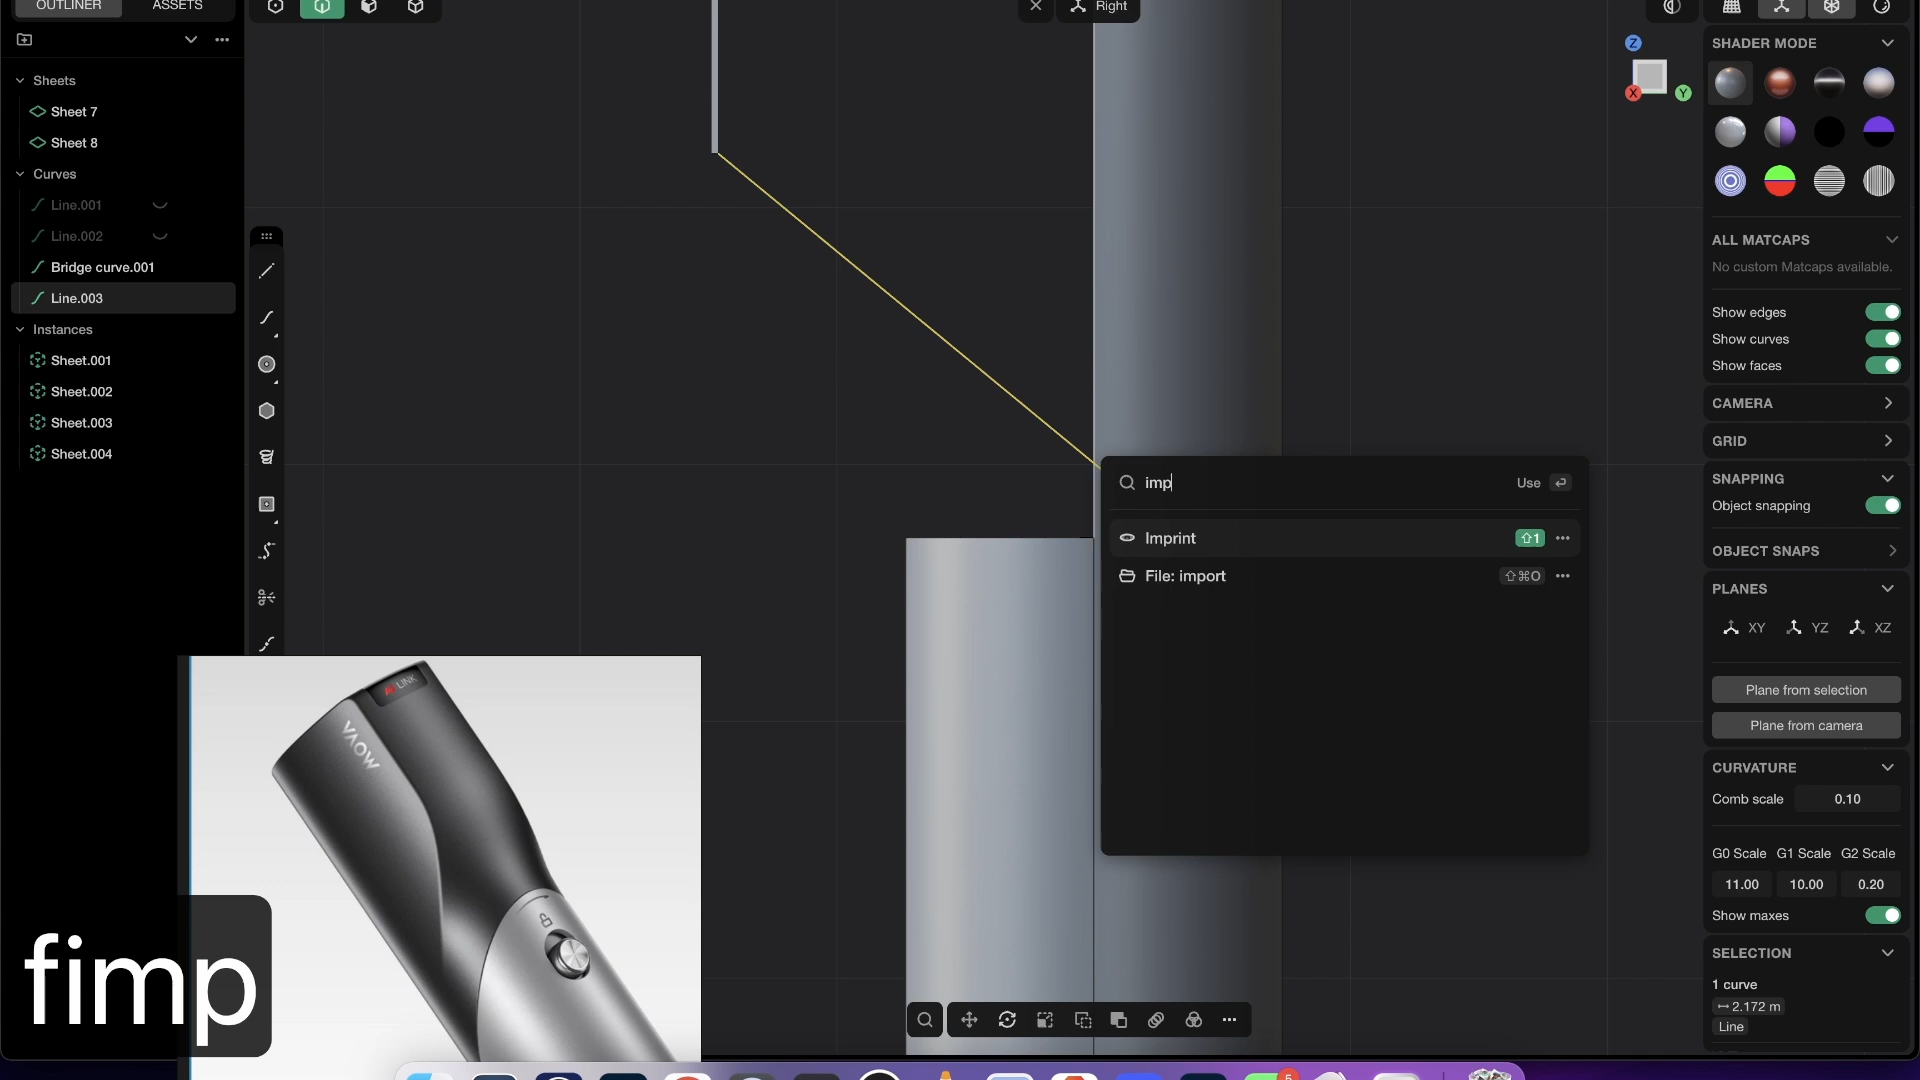 OUTLINER
ASSETS
Right
Sheets
Sheet 7
Sheet 8
Curves
Line.001
Line.002
Bridge curve.001
Line.003
Instances
Sheet.001
Sheet.002
Sheet.003
Sheet.004
imp
Use
Imprint
⇧1
File: import
⇧⌘O
Z
X
Y
SHADER MODE
ALL MATCAPS
No custom Matcaps available.
Show edges
Show curves
Show faces
CAMERA
GRID
SNAPPING
Object snapping
OBJECT SNAPS
PLANES
XY
YZ
XZ
Plane from selection
Plane from camera
CURVATURE
Comb scale
0.10
G0 Scale
G1 Scale
G2 Scale
11.00
10.00
0.20
Show maxes
SELECTION
1 curve
2.172 m
Line
LINK
VAOW
fimp
5